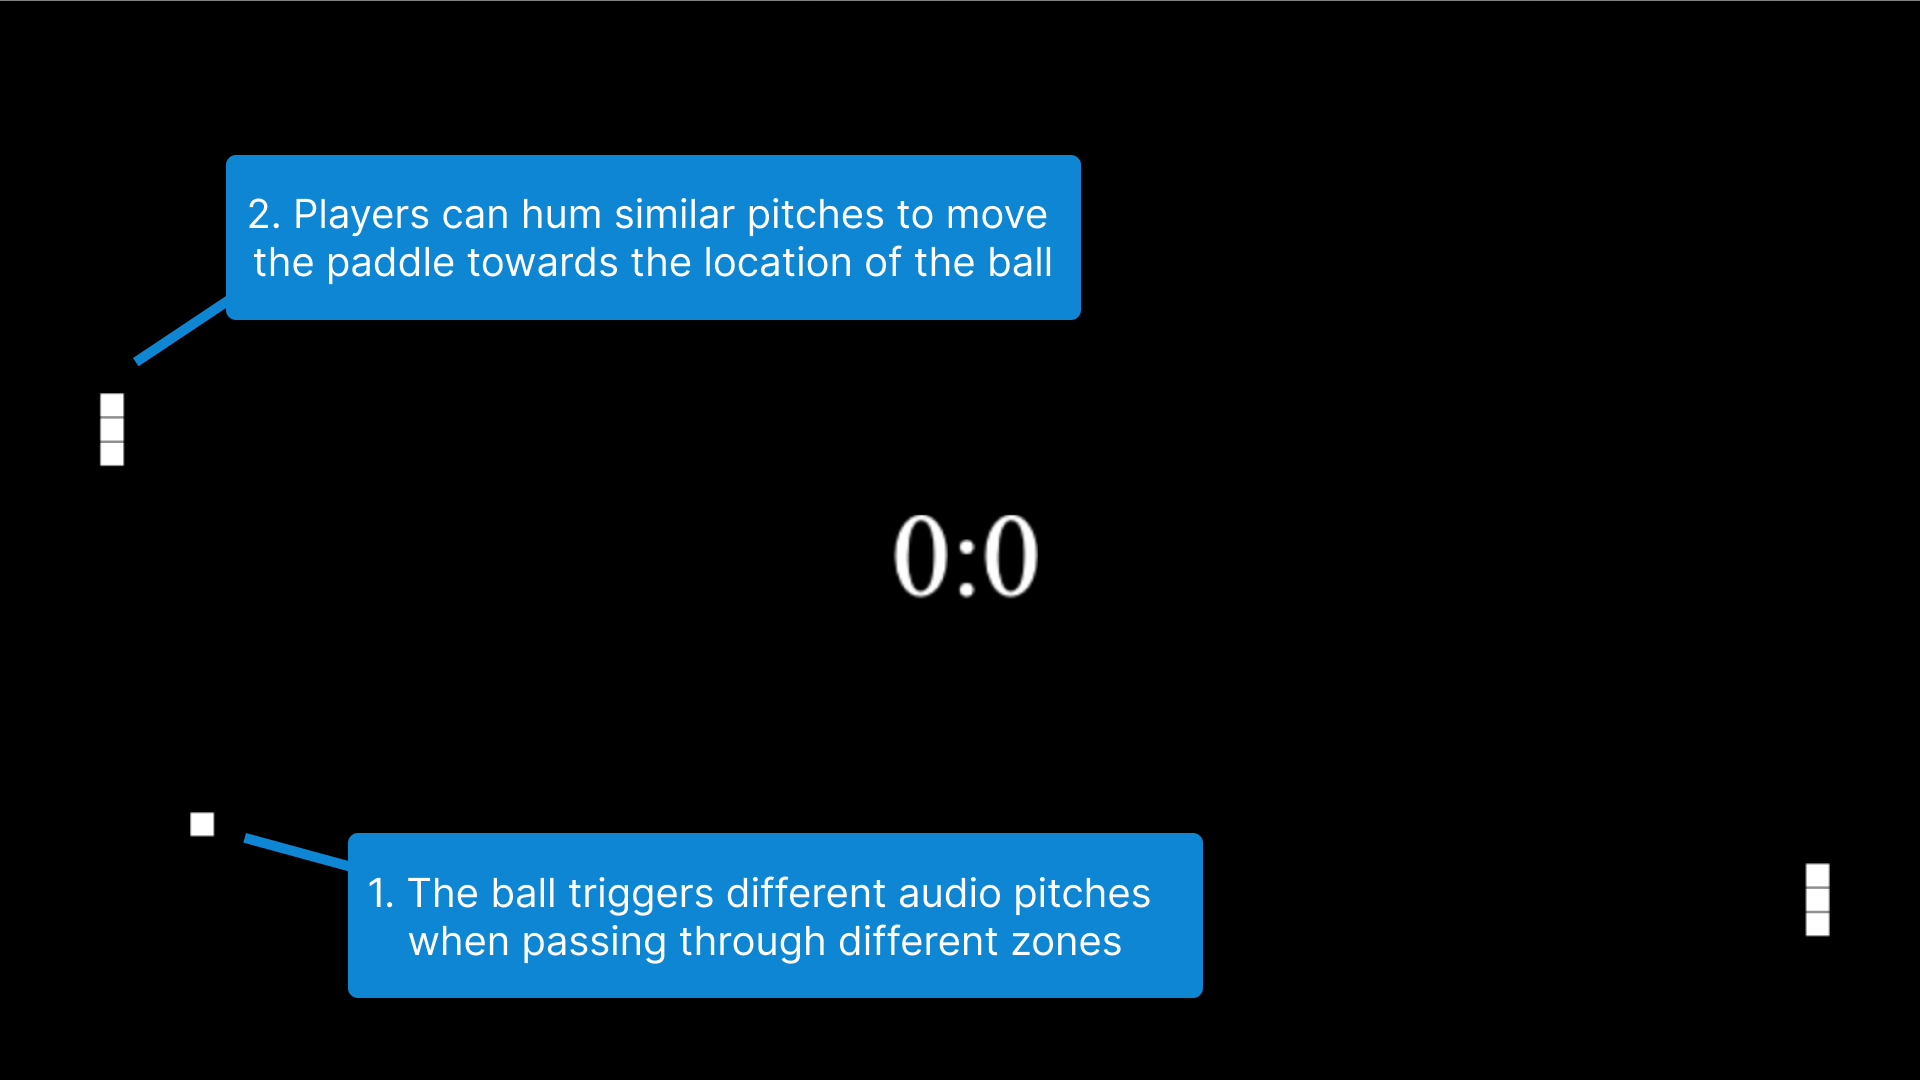 2. Players can hum similar pitches to move
the paddle towards the location of the ball
0:0
1. The ball triggers different audio pitches
when passing through different zones